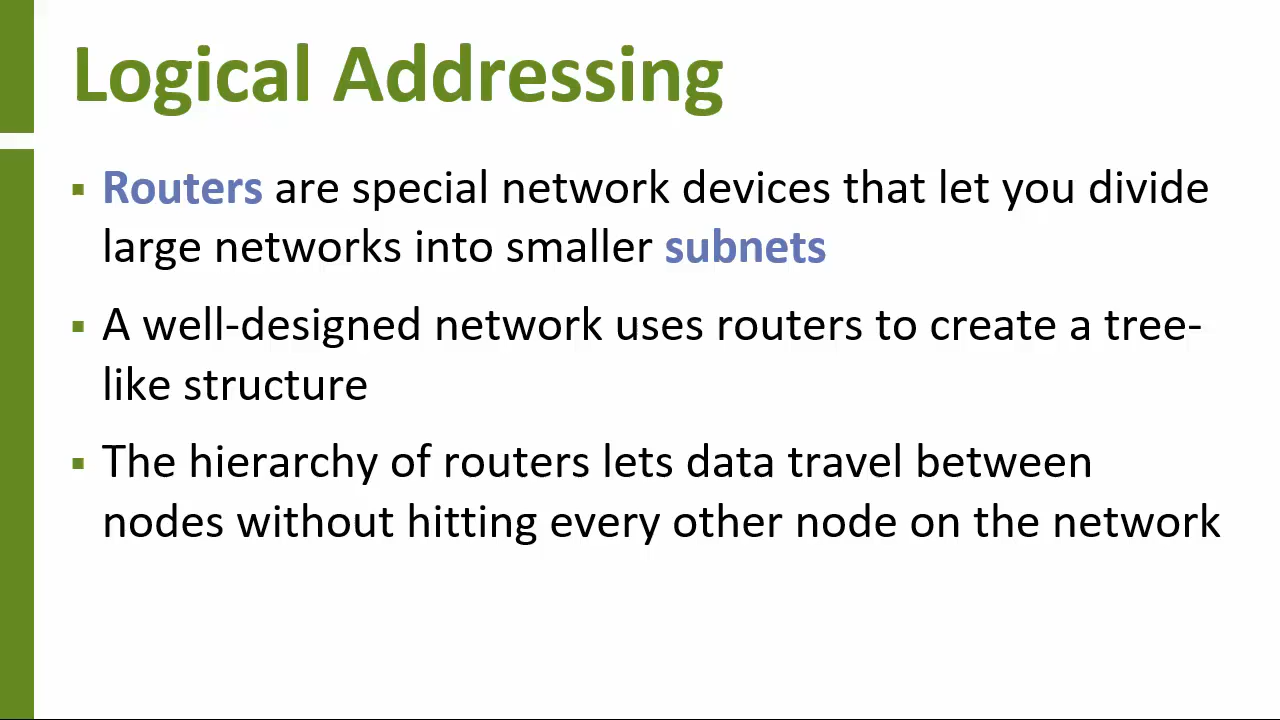 Logical Addressing
▪ Routers are special network devices that let you divide
large networks into smaller subnets
▪ A well-designed network uses routers to create a tree-
like structure
▪ The hierarchy of routers lets data travel between
nodes without hitting every other node on the network